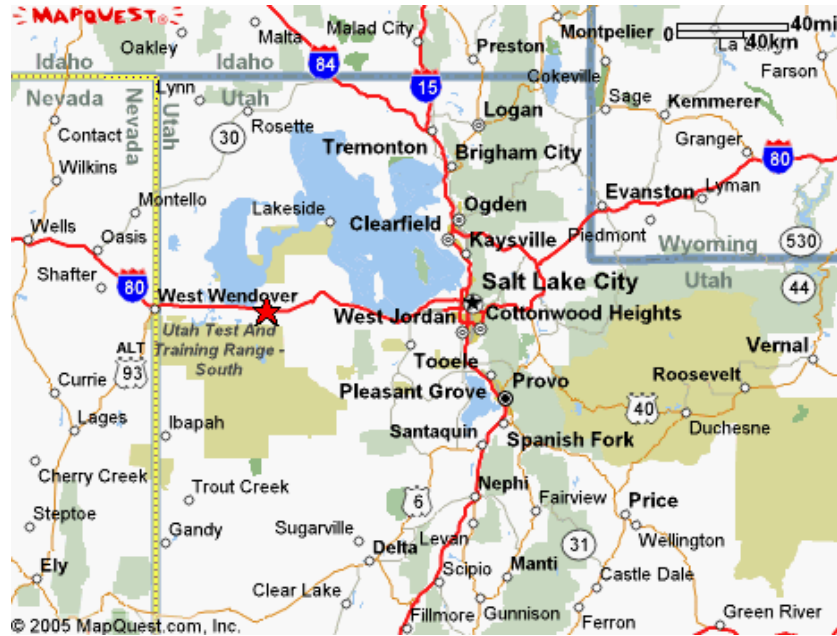 MAPQUEST®
Oakley
Malta
Malad City
Preston
Montpelier
0
40mi
40km
Idaho
Idaho
84
15
Cokeville
Farson
Nevada
Utah
Lynn
Utah
Nevada
Utah
Contact
30
Rosette
Logan
Sage
Kemmerer
Tremonton
Granger
80
Wilkins
Brigham City
Montello
Lakeside
Ogden
Evanston
Lyman
Wells
Oasis
Clearfield
Kaysville
Piedmont
Wyoming
530
Shafter
80
Utah
44
West Wendover
Salt Lake City
West Jordan
Cottonwood Heights
Utah Test And
Training Range -
South
ALT
93
Tooele
Vernal
Currie
Pleasant Grove
Provo
Roosevelt
40
Lages
Ibapah
Santaquin
Spanish Fork
Duchesne
Cherry Creek
Trout Creek
6
Nephi
Fairview
Price
Steptoe
Gandy
Sugarville
Levan
31
Wellington
Ely
Delta
Manti
Castle Dale
Clear Lake
Scipio
© 2005 MapQuest.com, Inc.
Fillmore
Gunnison
Ferron
Green River